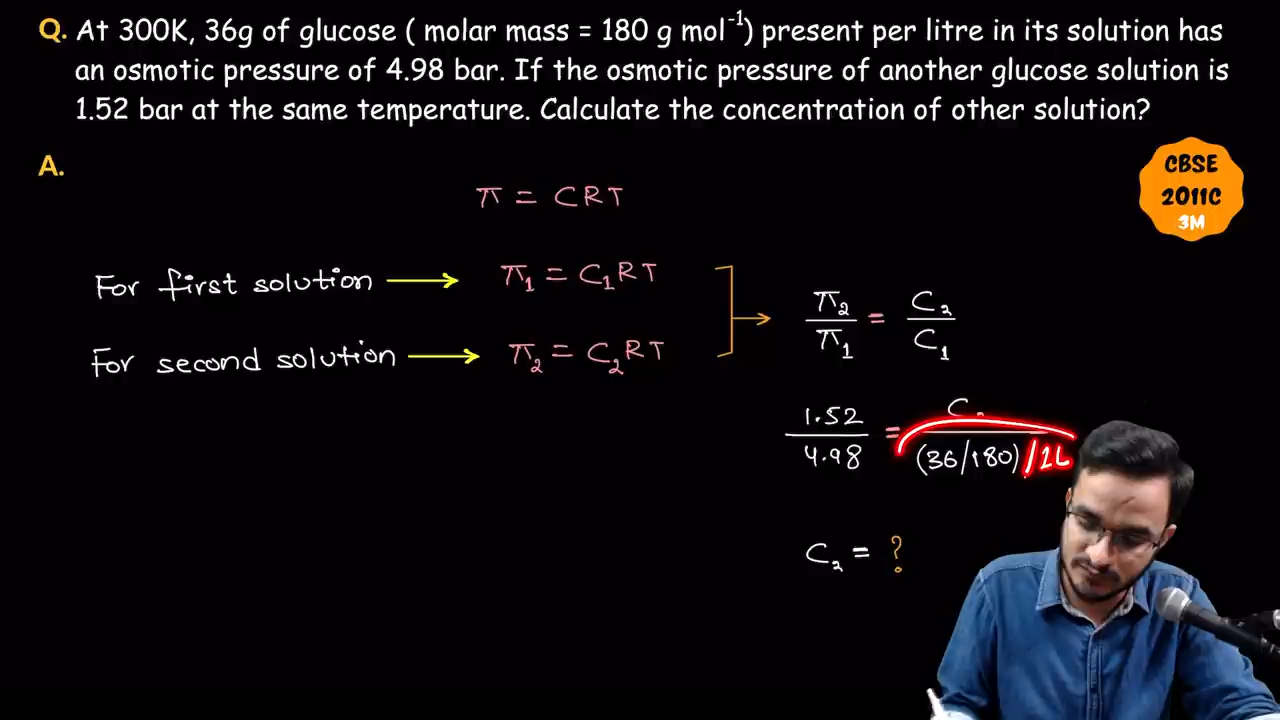 Q. At 300K, 36g of glucose ( molar mass = 180 g mol⁻¹) present per litre in its solution has
an osmotic pressure of 4.98 bar. If the osmotic pressure of another glucose solution is
1.52 bar at the same temperature. Calculate the concentration of other solution?
A.
CBSE
2011C
3M
π = CRT
For first solution → π₁ = C₁RT
For second solution → π₂ = C₂RT
→ π₂/π₁ = C₂/C₁
1.52/4.98 = C₂/(36/180)/1L
C₂ = ?